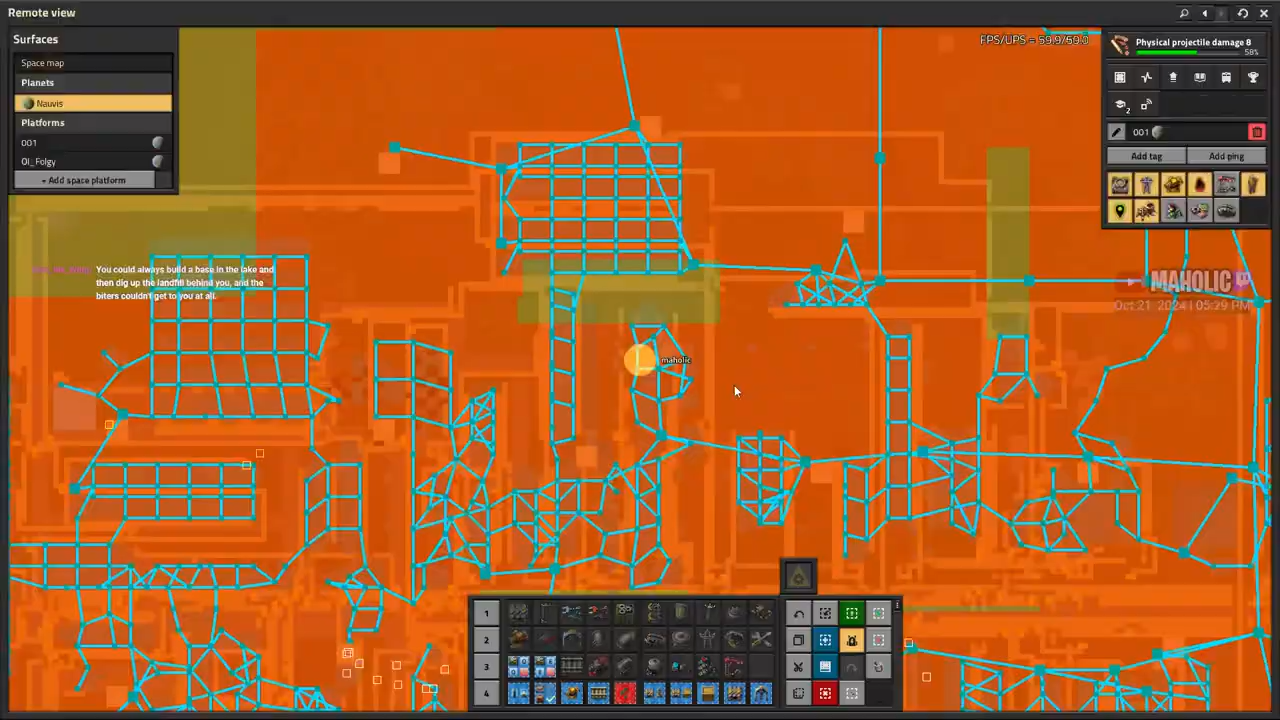 Remote view
Surfaces
Space map
Planets
Nauvis
Platforms
001
+ Add space platform
FPS/UPS = 59.9/60.0
Physical projectile damage 8
58%
2
001
Add tag
Add ping
You could always build a base in the lake and
then dig up the landfill behind you, and the
biters couldn't get to you at all.
MAHOLIC
Oct 21 2024 | 05:29 PM
maholic
1
2
3
4